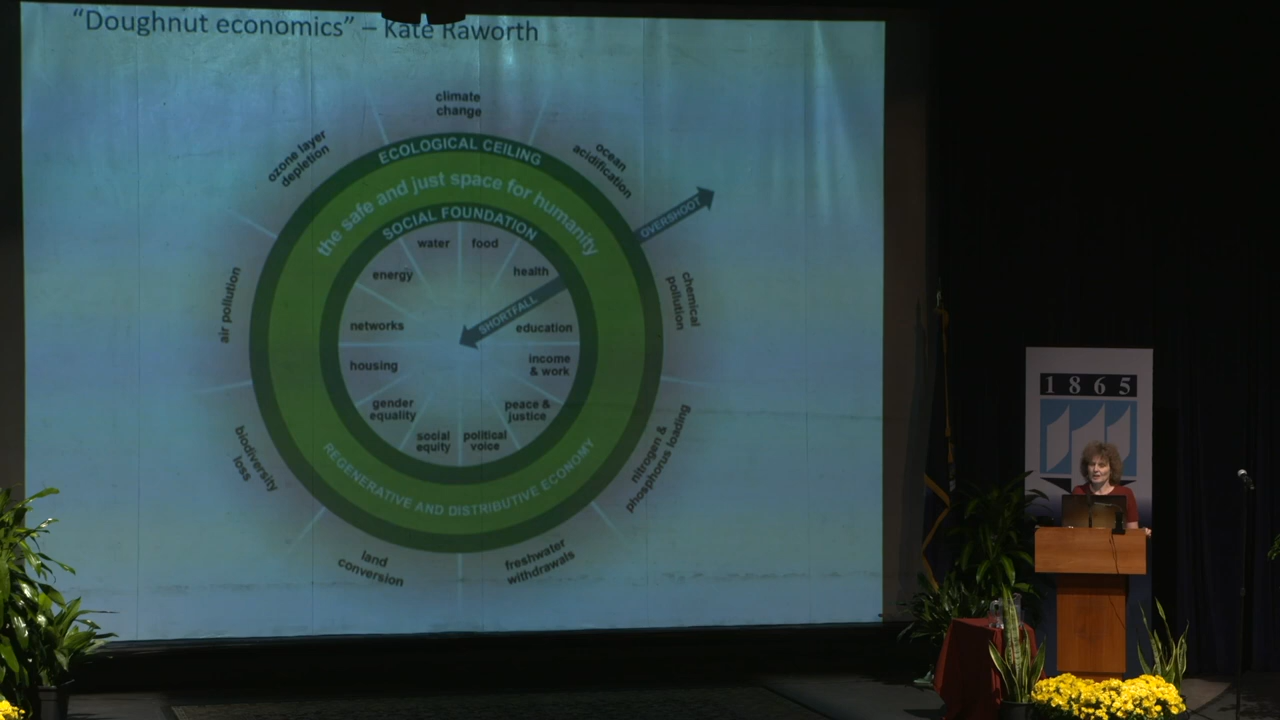 “Doughnut economics” – Kate Raworth
climate
change
ozone layer
depletion
ocean
acidification
ECOLOGICAL CEILING
the safe and just space for humanity
SOCIAL FOUNDATION
OVERSHOOT
water
food
energy
health
SHORTFALL
air pollution
chemical
pollution
networks
education
housing
income
& work
gender
equality
peace &
justice
social
equity
political
voice
biodiversity
loss
nitrogen &
phosphorus loading
REGENERATIVE AND DISTRIBUTIVE ECONOMY
land
conversion
freshwater
withdrawals
1865